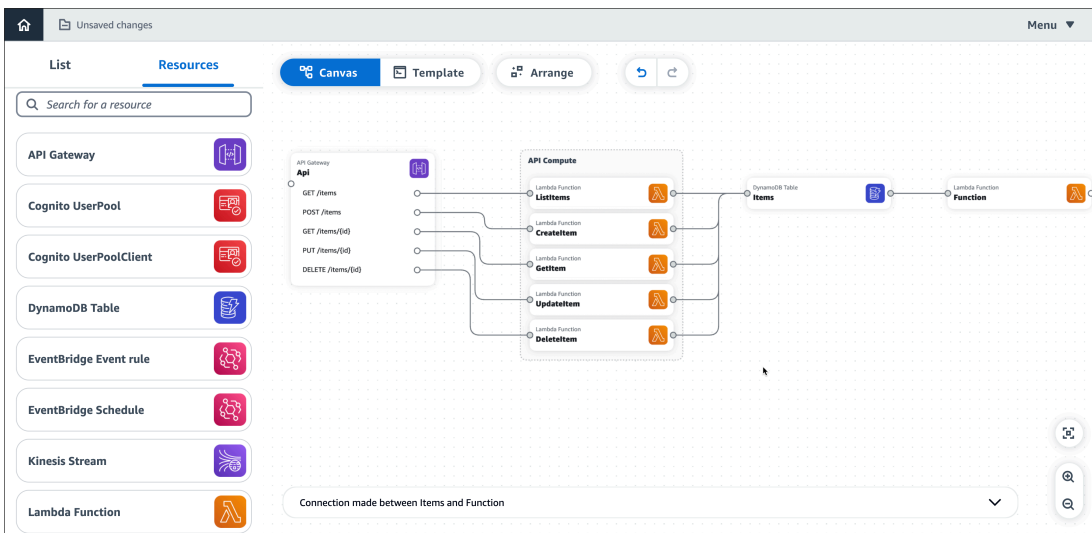 Unsaved changes
Menu
List
Resources
Canvas
Template
Arrange
Search for a resource
API Gateway
Cognito UserPool
Cognito UserPoolClient
DynamoDB Table
EventBridge Event rule
EventBridge Schedule
Kinesis Stream
Lambda Function
API Gateway
Api
GET /items
POST /items
GET /items/{id}
PUT /items/{id}
DELETE /items/{id}
API Compute
Lambda Function
ListItems
Lambda Function
CreateItem
Lambda Function
GetItem
Lambda Function
UpdateItem
Lambda Function
DeleteItem
DynamoDB Table
Items
Lambda Function
Function
Connection made between Items and Function